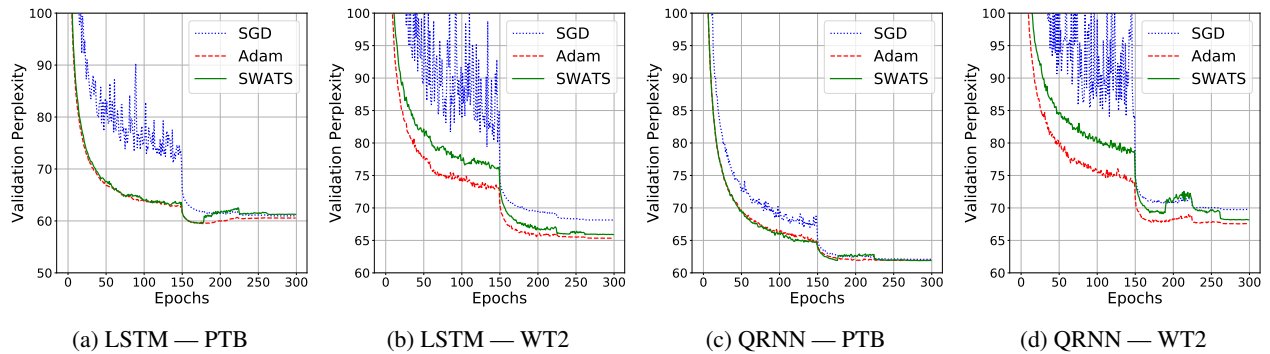 100
90
80
70
60
50
0 50 100 150 200 250 300
Epochs
Validation Perplexity
SGD
Adam
SWATS
(a) LSTM — PTB
100
95
90
85
80
75
70
65
60
0 50 100 150 200 250 300
Epochs
Validation Perplexity
SGD
Adam
SWATS
(b) LSTM — WT2
100
95
90
85
80
75
70
65
60
0 50 100 150 200 250 300
Epochs
Validation Perplexity
SGD
Adam
SWATS
(c) QRNN — PTB
100
95
90
85
80
75
70
65
60
0 50 100 150 200 250 300
Epochs
Validation Perplexity
SGD
Adam
SWATS
(d) QRNN — WT2